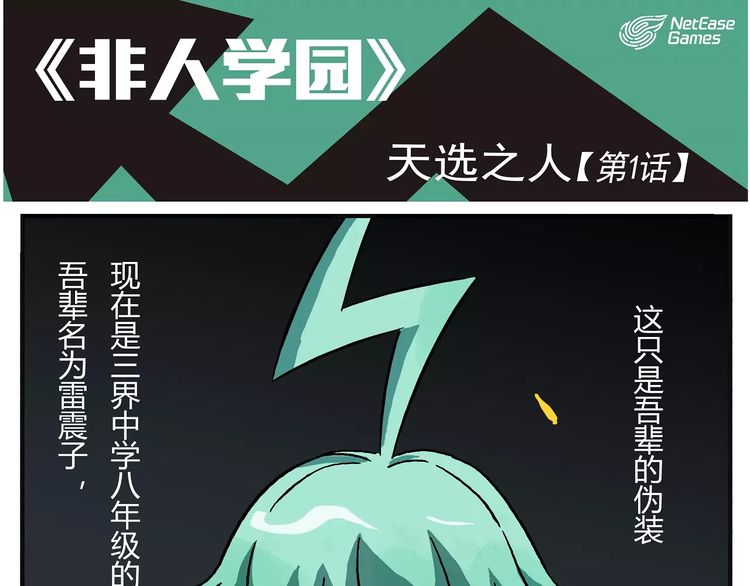 NetEase
Games
《非人学园》
天选之人【第1话】
吾辈名为雷震子，
现在是三界中学八年级的
这只是吾辈的伪装